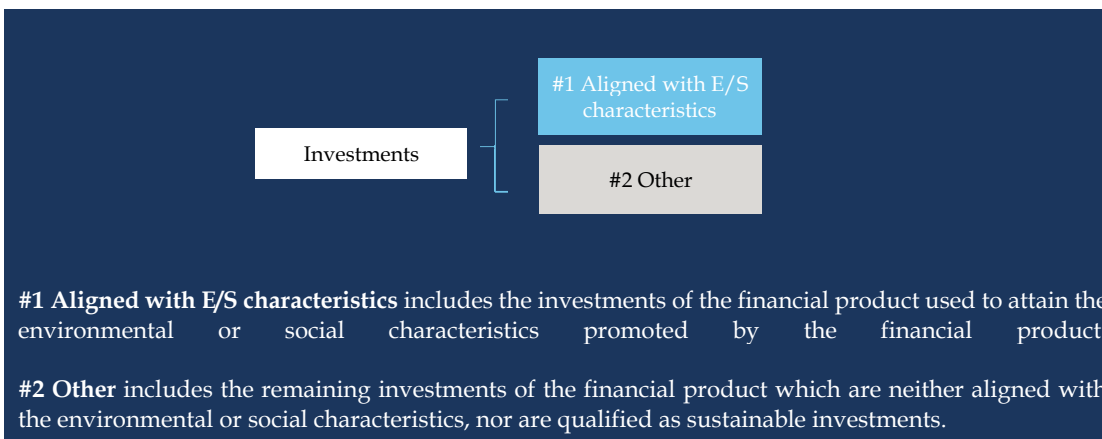 #1 Aligned with E/S
characteristics
Investments
#2 Other
#1 Aligned with E/S characteristics includes the investments of the financial product used to attain the
environmental or social characteristics promoted by the financial product
#2 Other includes the remaining investments of the financial product which are neither aligned with
the environmental or social characteristics, nor are qualified as sustainable investments.